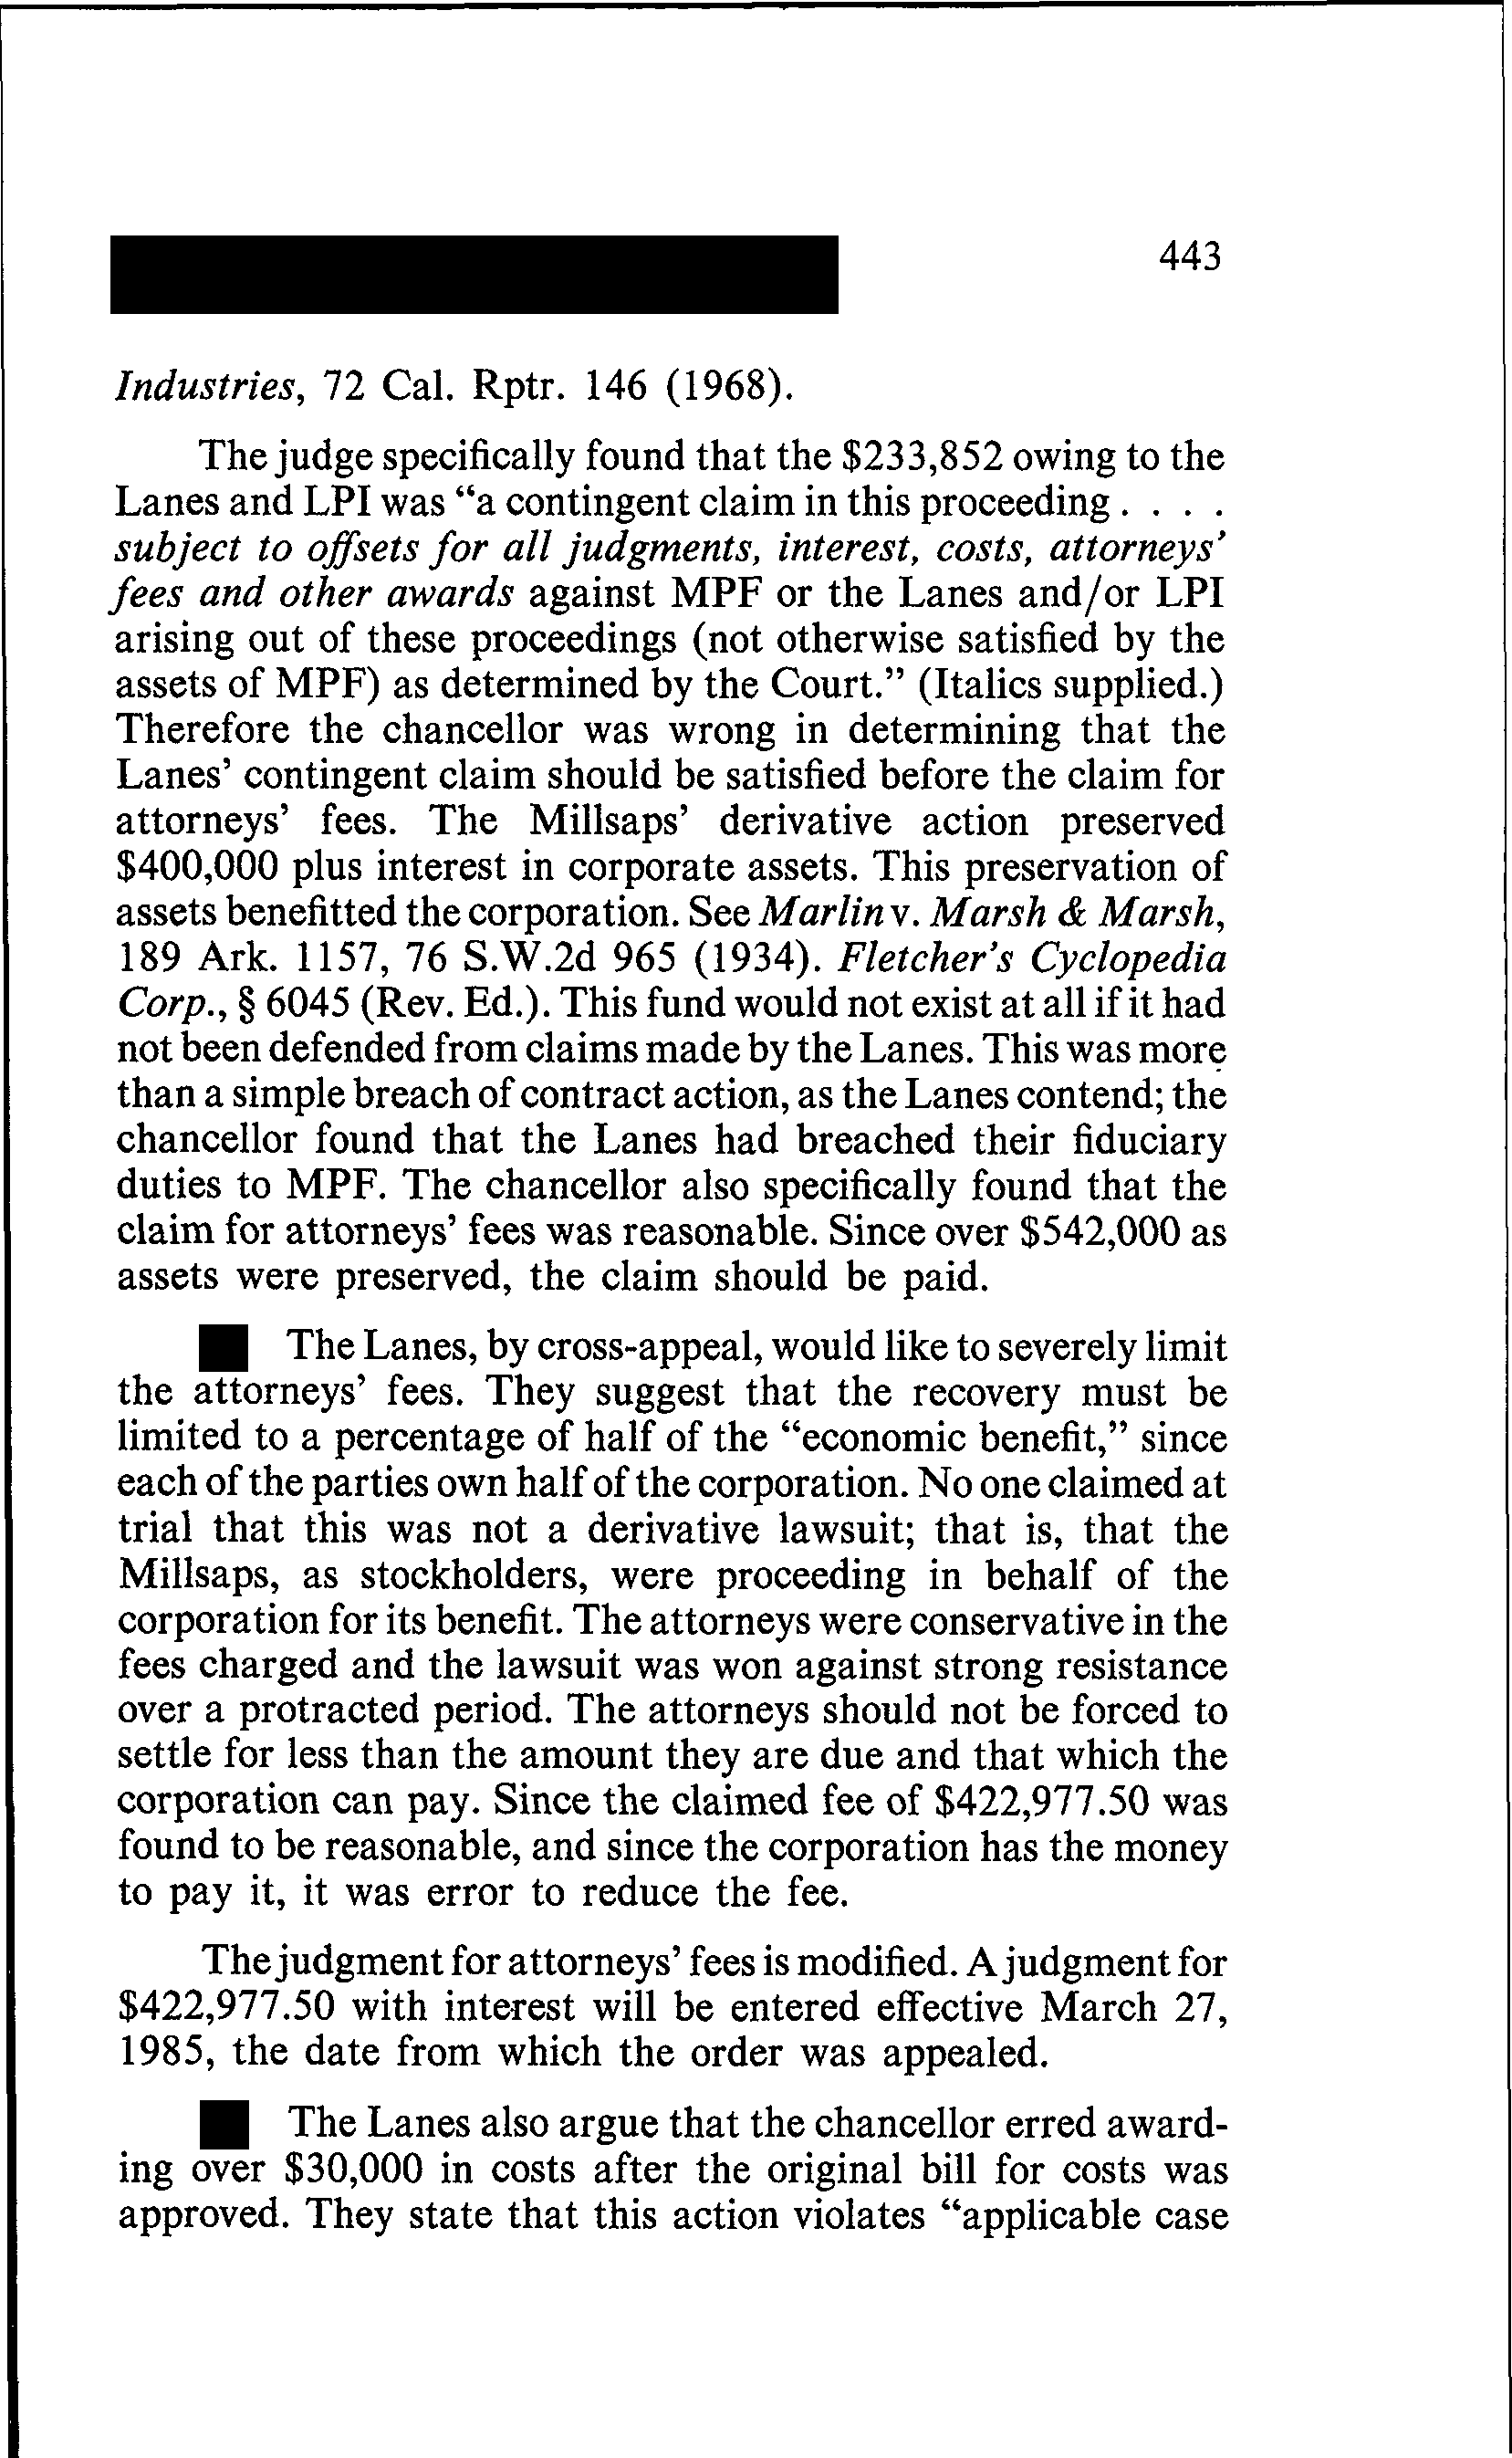 443
Industries, 72 Cal. Rptr. 146 (1968).
The judge specifically found that the $233,852 owing to the
Lanes and LPI was “a contingent claim in this proceeding . . . .
subject to offsets for all judgments, interest, costs, attorneys’
fees and other awards against MPF or the Lanes and/or LPI
arising out of these proceedings (not otherwise satisfied by the
assets of MPF) as determined by the Court.” (Italics supplied.)
Therefore the chancellor was wrong in determining that the
Lanes’ contingent claim should be satisfied before the claim for
attorneys’ fees. The Millsaps’ derivative action preserved
$400,000 plus interest in corporate assets. This preservation of
assets benefitted the corporation. See Marlin v. Marsh & Marsh,
189 Ark. 1157, 76 S.W.2d 965 (1934). Fletcher’s Cyclopedia
Corp., § 6045 (Rev. Ed.). This fund would not exist at all if it had
not been defended from claims made by the Lanes. This was more
than a simple breach of contract action, as the Lanes contend; the
chancellor found that the Lanes had breached their fiduciary
duties to MPF. The chancellor also specifically found that the
claim for attorneys’ fees was reasonable. Since over $542,000 as
assets were preserved, the claim should be paid.
The Lanes, by cross-appeal, would like to severely limit
the attorneys’ fees. They suggest that the recovery must be
limited to a percentage of half of the “economic benefit,” since
each of the parties own half of the corporation. No one claimed at
trial that this was not a derivative lawsuit; that is, that the
Millsaps, as stockholders, were proceeding in behalf of the
corporation for its benefit. The attorneys were conservative in the
fees charged and the lawsuit was won against strong resistance
over a protracted period. The attorneys should not be forced to
settle for less than the amount they are due and that which the
corporation can pay. Since the claimed fee of $422,977.50 was
found to be reasonable, and since the corporation has the money
to pay it, it was error to reduce the fee.
The judgment for attorneys’ fees is modified. A judgment for
$422,977.50 with interest will be entered effective March 27,
1985, the date from which the order was appealed.
The Lanes also argue that the chancellor erred award-
ing over $30,000 in costs after the original bill for costs was
approved. They state that this action violates “applicable case